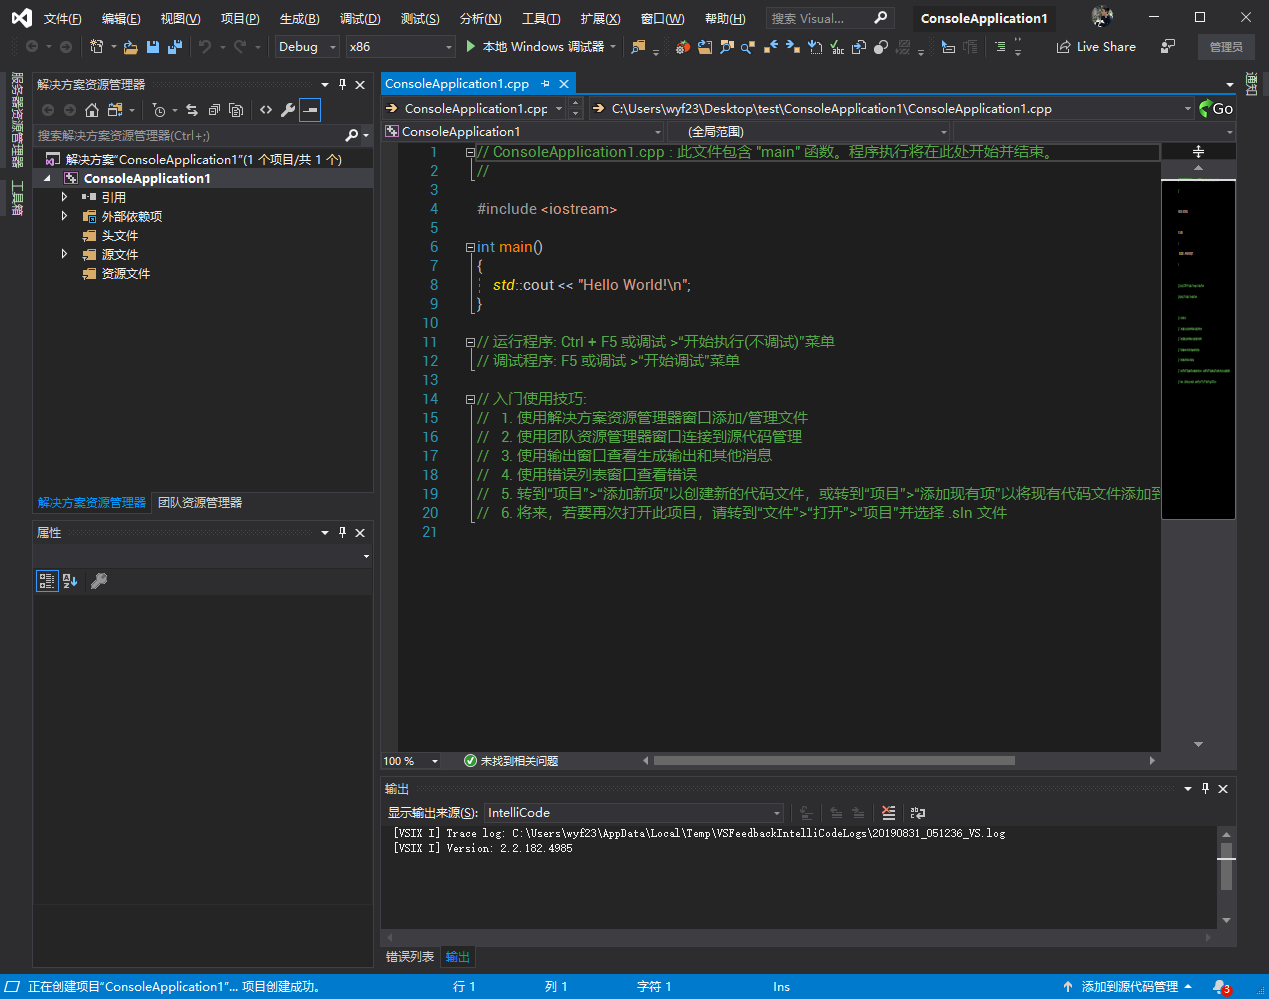 文件(F) 编辑(E) 视图(V) 项目(P) 生成(B) 调试(D) 测试(S) 分析(N) 工具(T) 扩展(X) 窗口(W) 帮助(H) 搜索 Visual... ConsoleApplication1
Debug x86 本地 Windows 调试器 Live Share 管理员
服务器资源管理器
工具箱
解决方案资源管理器
搜索解决方案资源管理器(Ctrl+;)
解决方案“ConsoleApplication1”(1 个项目/共 1 个)
ConsoleApplication1
引用
外部依赖项
头文件
源文件
资源文件
解决方案资源管理器 团队资源管理器
属性
ConsoleApplication1.cpp
ConsoleApplication1.cpp C:\Users\wyf23\Desktop\test\ConsoleApplication1\ConsoleApplication1.cpp Go
ConsoleApplication1 (全局范围)
1 // ConsoleApplication1.cpp : 此文件包含 "main" 函数。程序执行将在此处开始并结束。
2 //
3
4 #include <iostream>
5
6 int main()
7 {
8 std::cout << "Hello World!\n";
9 }
10
11 // 运行程序: Ctrl + F5 或调试 >“开始执行(不调试)”菜单
12 // 调试程序: F5 或调试 >“开始调试”菜单
13
14 // 入门使用技巧:
15 // 1. 使用解决方案资源管理器窗口添加/管理文件
16 // 2. 使用团队资源管理器窗口连接到源代码管理
17 // 3. 使用输出窗口查看生成输出和其他消息
18 // 4. 使用错误列表窗口查看错误
19 // 5. 转到“项目”>“添加新项”以创建新的代码文件，或转到“项目”>“添加现有项”以将现有代码文件添加到
20 // 6. 将来，若要再次打开此项目，请转到“文件”>“打开”>“项目”并选择 .sln 文件
21
100 % 未找到相关问题
输出
显示输出来源(S): IntelliCode
[VSIX I] Trace log: C:\Users\wyf23\AppData\Local\Temp\VSFeedbackIntelliCodeLogs\20190831_051236_VS.log
[VSIX I] Version: 2.2.182.4985
错误列表 输出
通知
正在创建项目“ConsoleApplication1”... 项目创建成功。 行 1 列 1 字符 1 Ins 添加到源代码管理 3